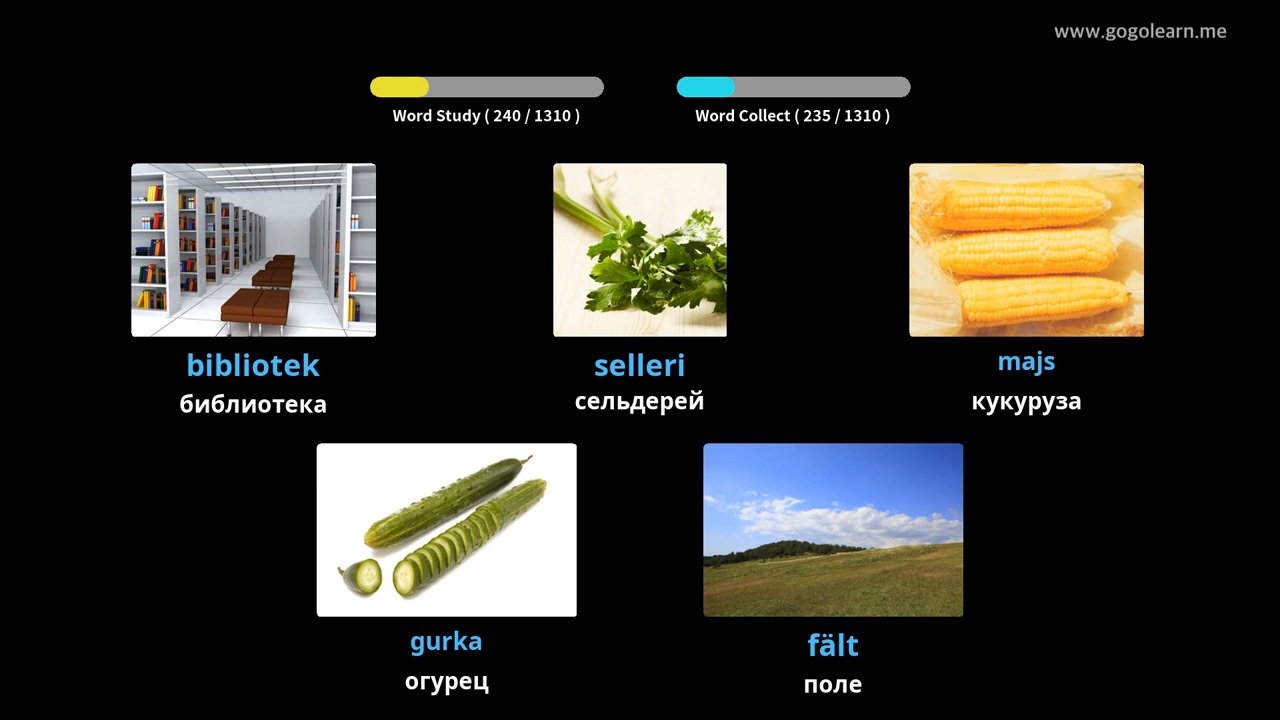 www.gogolearn.me
Word Study ( 240 / 1310 )
Word Collect ( 235 / 1310 )
bibliotek
библиотека
selleri
сельдерей
majs
кукуруза
gurka
огурец
fält
поле